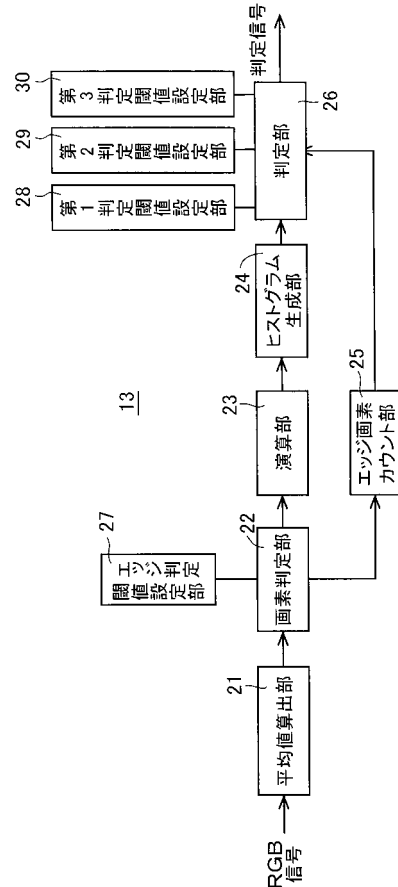 13
RGB
信号
21
平均値算出部
22
画素判定部
27
エッジ判定
閾値設定部
23
演算部
24
ヒストグラム
生成部
25
エッジ画素
カウント部
28
第1判定閾値設定部
29
第2判定閾値設定部
30
第3判定閾値設定部
26
判定部
判定信号